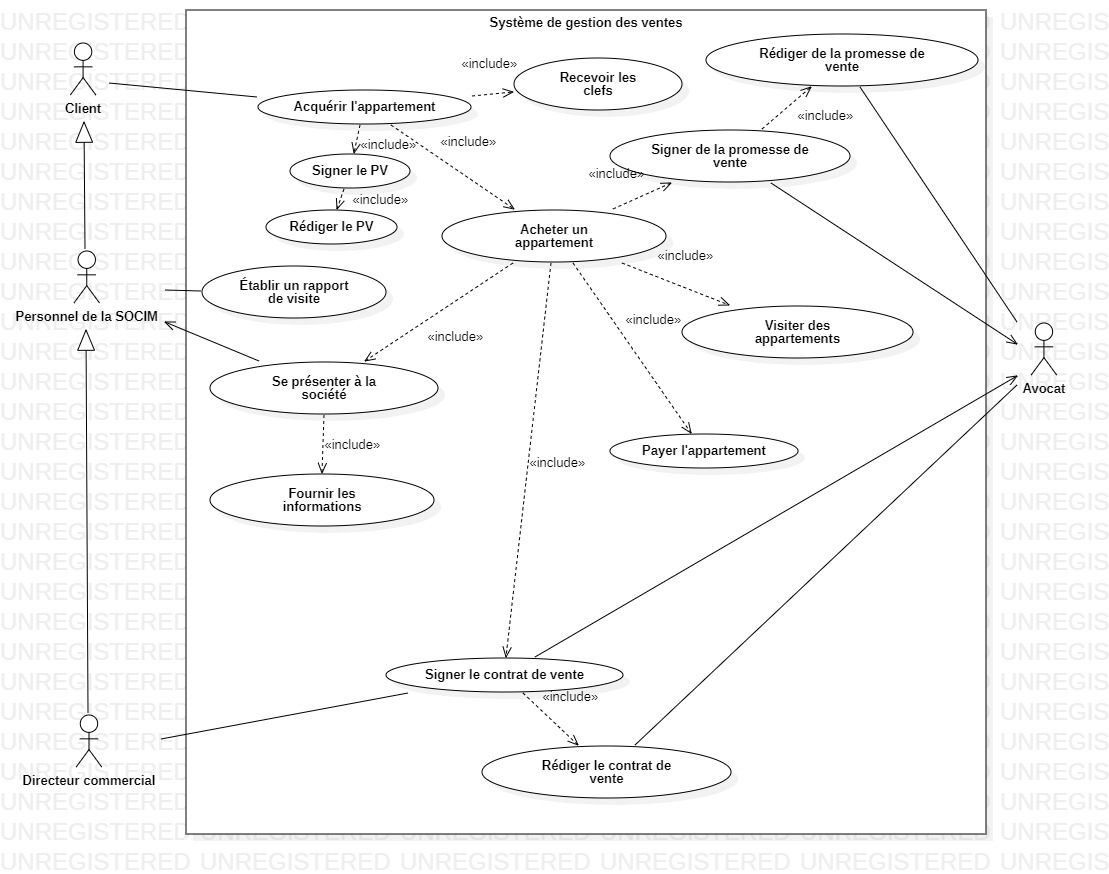 Système de gestion des ventes
Rédiger de la promesse de
vente
Client
«include»
Recevoir les
clefs
Acquérir l'appartement
«include»
«include»
«include»
Signer de la promesse de
vente
Signer le PV
«include»
«include»
Rédiger le PV
Acheter un
appartement
«include»
Personnel de la SOCIM
Établir un rapport
de visite
«include»
Visiter des
appartements
«include»
Se présenter à la
société
Avocat
«include»
Payer l'appartement
«include»
Fournir les
informations
Signer le contrat de vente
«include»
Directeur commercial
Rédiger le contrat de
vente
UNREGISTERED UNREGISTERED UNREGISTERED UNREGISTERED UNREGISTERED UNREGIS